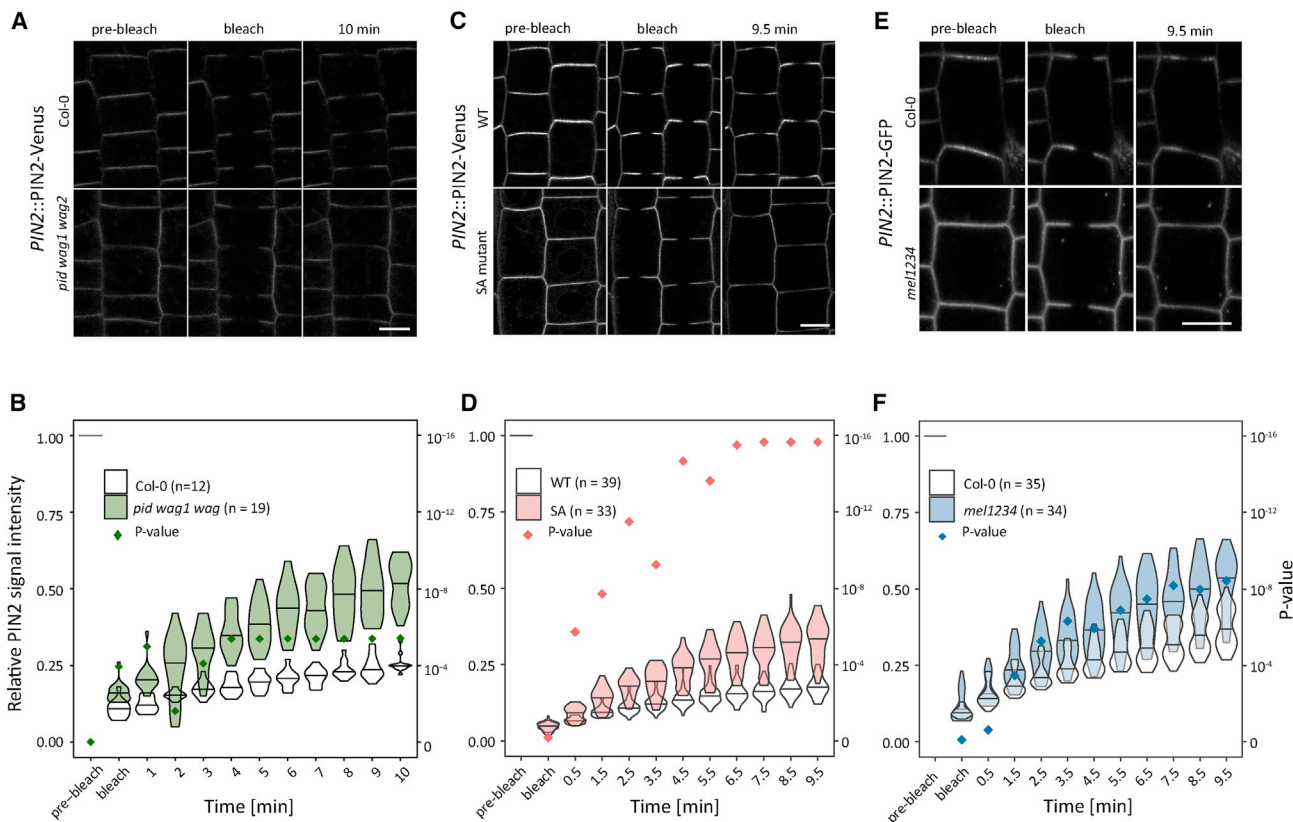 A
pre-bleach bleach 10 min
PIN2::PIN2-Venus
Col-0
pid wag1 wag2
C
pre-bleach bleach 9.5 min
PIN2::PIN2-Venus
WT
SA mutant
E
pre-bleach bleach 9.5 min
PIN2::PIN2-GFP
Col-0
mel1234
B
Relative PIN2 signal intensity
1.00
0.75
0.50
0.25
0.00
Col-0 (n=12)
pid wag1 wag (n = 19)
P-value
10-16
10-12
10-8
10-4
0
pre-bleach bleach 1 2 3 4 5 6 7 8 9 10
Time [min]
D
1.00
0.75
0.50
0.25
0.00
WT (n = 39)
SA (n = 33)
P-value
10-16
10-12
10-8
10-4
0
pre-bleach bleach 0.5 1.5 2.5 3.5 4.5 5.5 6.5 7.5 8.5 9.5
Time [min]
F
1.00
0.75
0.50
0.25
0.00
Col-0 (n = 35)
mel1234 (n = 34)
P-value
10-16
10-12
10-8
10-4
0
P-value
pre-bleach bleach 0.5 1.5 2.5 3.5 4.5 5.5 6.5 7.5 8.5 9.5
Time [min]